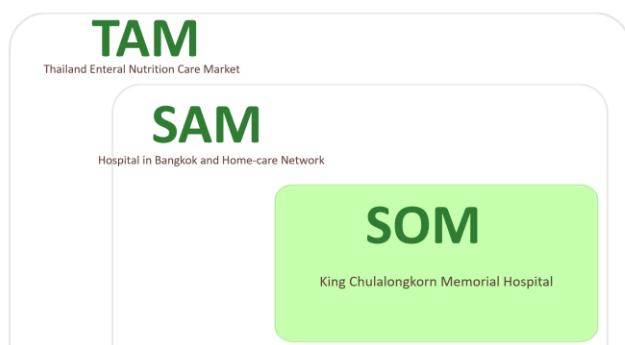 TAM
Thailand Enteral Nutrition Care Market
SAM
Hospital in Bangkok and Home-care Network
SOM
King Chulalongkorn Memorial Hospital